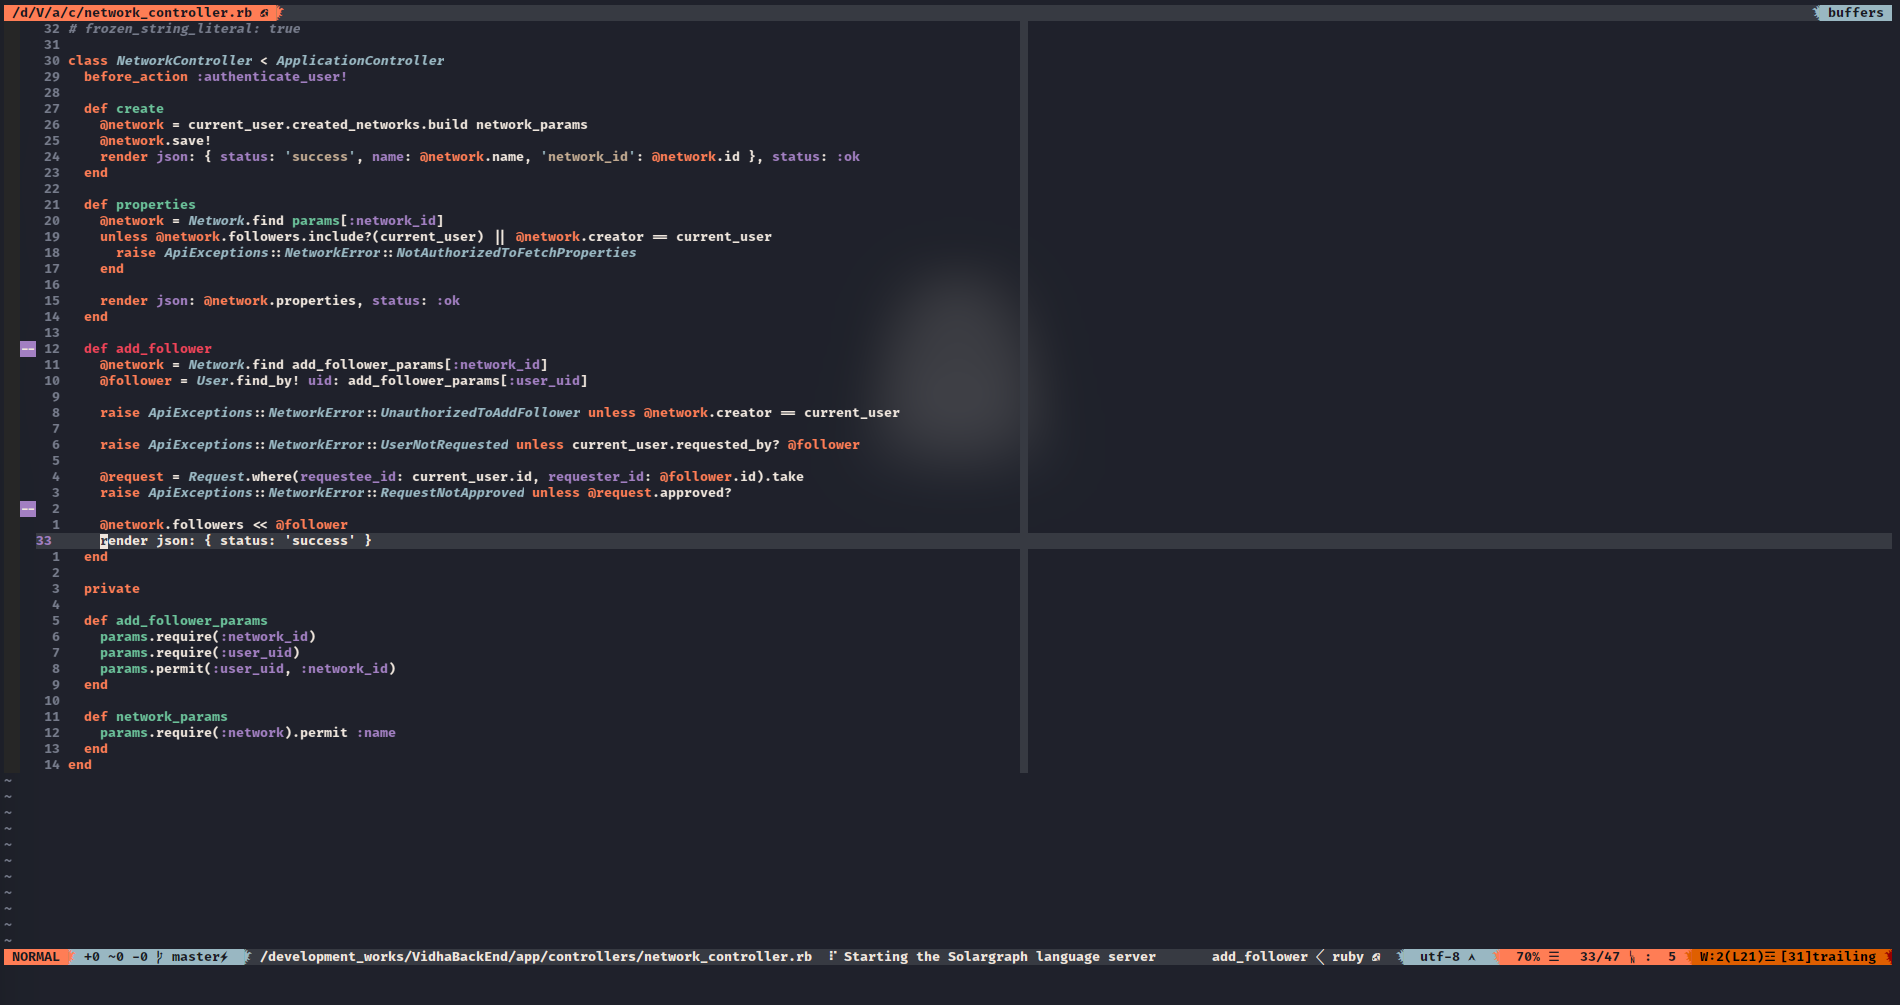 /d/V/a/c/network_controller.rb buffers
32 # frozen_string_literal: true
31
30 class NetworkController < ApplicationController
29   before_action :authenticate_user!
28
27   def create
26     @network = current_user.created_networks.build network_params
25     @network.save!
24     render json: { status: 'success', name: @network.name, 'network_id': @network.id }, status: :ok
23   end
22
21   def properties
20     @network = Network.find params[:network_id]
19     unless @network.followers.include?(current_user) || @network.creator == current_user
18       raise ApiExceptions::NetworkError::NotAuthorizedToFetchProperties
17     end
16
15     render json: @network.properties, status: :ok
14   end
13
-- 12   def add_follower
11     @network = Network.find add_follower_params[:network_id]
10     @follower = User.find_by! uid: add_follower_params[:user_uid]
9
8     raise ApiExceptions::NetworkError::UnauthorizedToAddFollower unless @network.creator == current_user
7
6     raise ApiExceptions::NetworkError::UserNotRequested unless current_user.requested_by? @follower
5
4     @request = Request.where(requestee_id: current_user.id, requester_id: @follower.id).take
3     raise ApiExceptions::NetworkError::RequestNotApproved unless @request.approved?
-- 2
1     @network.followers << @follower
33     render json: { status: 'success' }
1   end
2
3   private
4
5   def add_follower_params
6     params.require(:network_id)
7     params.require(:user_uid)
8     params.permit(:user_uid, :network_id)
9   end
10
11   def network_params
12     params.require(:network).permit :name
13   end
14 end
~
~
~
~
~
~
~
~
~
~
~
NORMAL +0 ~0 -0 master⚡ /development_works/VidhaBackEnd/app/controllers/network_controller.rb Starting the Solargraph language server add_follower < ruby utf-8 70% ☰ 33/47 : 5 W:2(L21)☲ [31]trailing